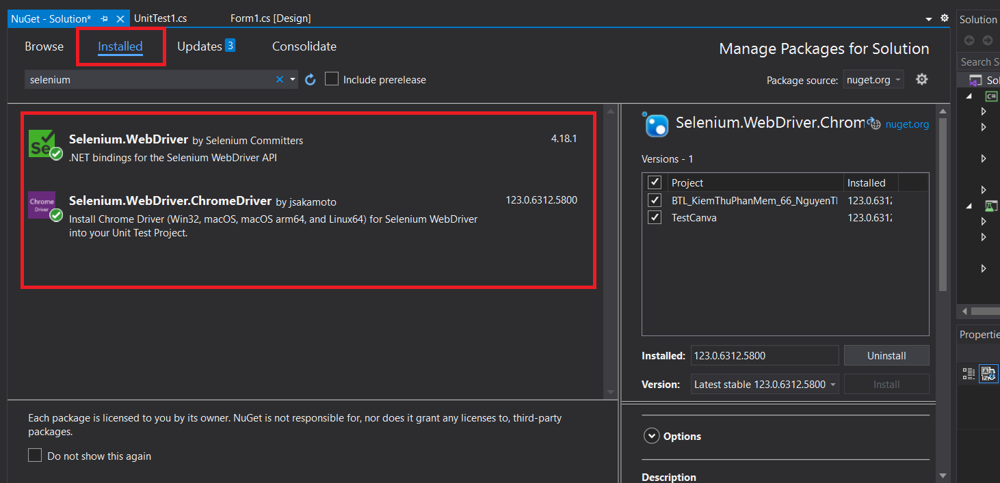 NuGet - Solution*
UnitTest1.cs
Form1.cs [Design]
Browse
Installed
Updates 3
Consolidate
Manage Packages for Solution
selenium
Include prerelease
Package source: nuget.org
Se
Selenium.WebDriver by Selenium Committers
4.18.1
.NET bindings for the Selenium WebDriver API
Chrome
Driver
Selenium.WebDriver.ChromeDriver by jsakamoto
123.0.6312.5800
Install Chrome Driver (Win32, macOS, macOS arm64, and Linux64) for Selenium WebDriver
into your Unit Test Project.
Each package is licensed to you by its owner. NuGet is not responsible for, nor does it grant any licenses to, third-party
packages.
Do not show this again
Selenium.WebDriver.Chrom
nuget.org
Versions - 1
Project Installed
BTL_KiemThuPhanMem_66_NguyenTl 123.0.6312
TestCanva 123.0.6312
Installed: 123.0.6312.5800 Uninstall
Version: Latest stable 123.0.6312.5800 Install
Options
Description
Solution
Search S
Sol
C#
Propertie